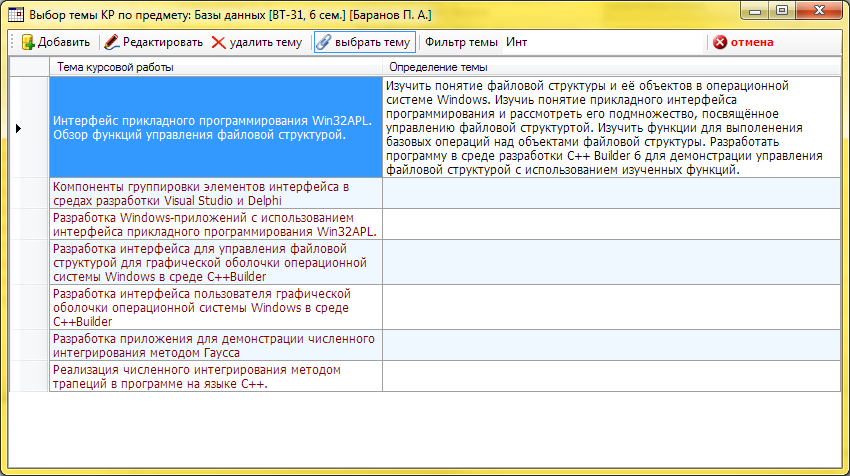 Выбор темы КР по предмету: Базы данных [ВТ-31, 6 сем.] [Баранов П. А.]
Добавить Редактировать удалить тему выбрать тему Фильтр темы Инт отмена
Тема курсовой работы Определение темы
Интерфейс прикладного программирования Win32APL.
Обзор функций управления файловой структурой.
Изучить понятие файловой структуры и её объектов в операционной
системе Windows. Изучиь понятие прикладного интерфейса
программирования и рассмотреть его подмножество, посвящённое
управлению файловой структуртой. Изучить функции для выполенения
базовых операций над объектами файловой структуры. Разработать
программу в среде разработки C++ Builder 6 для демонстрации управления
файловой структурой с использованием изученных функций.
Компоненты группировки элементов интерфейса в
средах разработки Visual Studio и Delphi
Разработка Windows-приложений с использованием
интерфейса прикладного программирования Win32APL.
Разработка интерфейса для управления файловой
структурой для графической оболочки операционной
системы Windows в среде C++Builder
Разработка интерфейса пользователя графической
оболочки операционной системы Windows в среде
C++Builder
Разработка приложения для демонстрации численного
интегрирования методом Гаусса
Реализация численного интегрирования методом
трапеций в программе на языке C++.